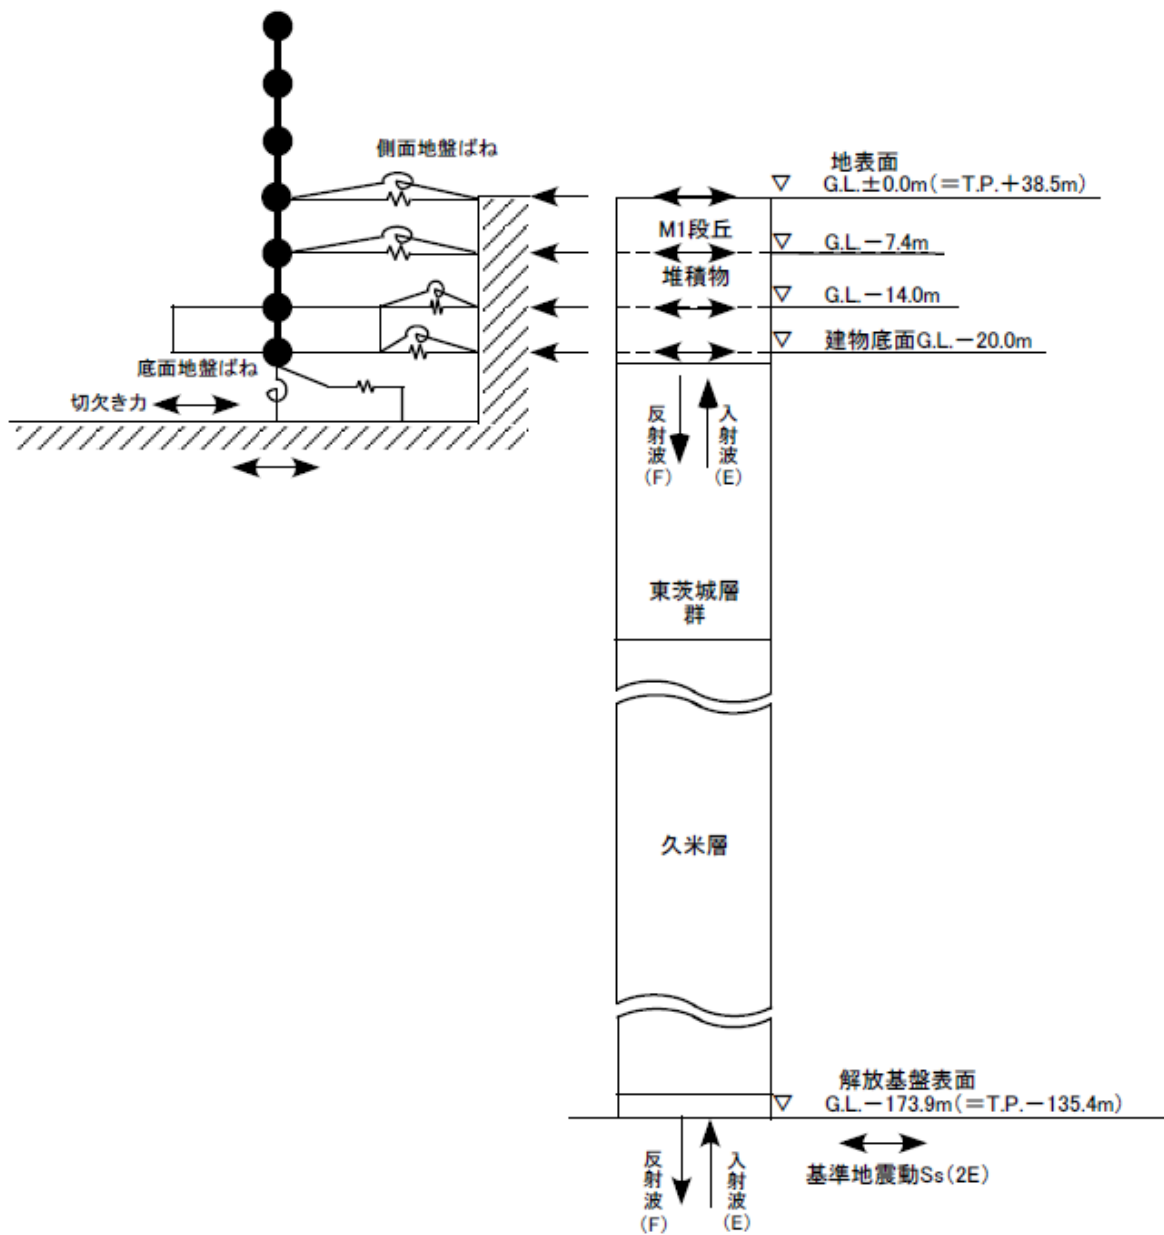 側面地盤ばね
底面地盤ばね
切欠き力
地表面
G.L.±0.0m(=T.P.+38.5m)
M1段丘
G.L.-7.4m
堆積物
G.L.-14.0m
建物底面G.L.-20.0m
反射波(F)
入射波(E)
東茨城層
群
久米層
解放基盤表面
G.L.-173.9m(=T.P.-135.4m)
反射波(F)
入射波(E)
基準地震動Ss(2E)